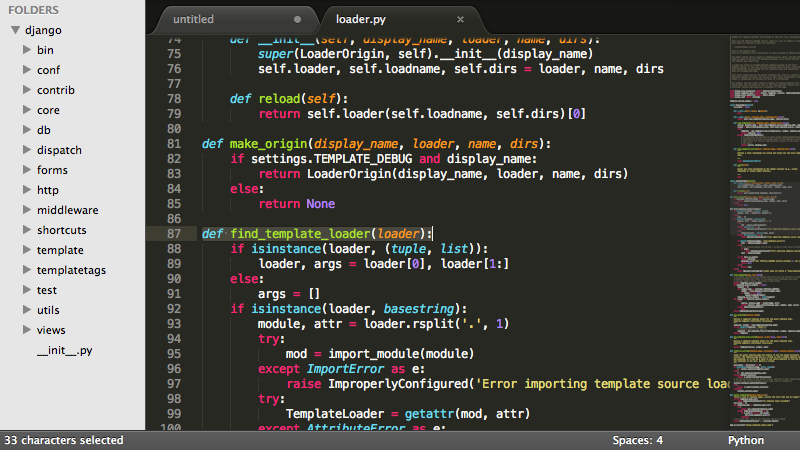 FOLDERS
django
bin
conf
contrib
core
db
dispatch
forms
http
middleware
shortcuts
template
templatetags
test
utils
views
__init__.py
untitled
loader.py
74 def __init__(self, display_name, loader, name, dirs):
75 super(LoaderOrigin, self).__init__(display_name)
76 self.loader, self.loadname, self.dirs = loader, name, dirs
77
78 def reload(self):
79 return self.loader(self.loadname, self.dirs)[0]
80
81 def make_origin(display_name, loader, name, dirs):
82 if settings.TEMPLATE_DEBUG and display_name:
83 return LoaderOrigin(display_name, loader, name, dirs)
84 else:
85 return None
86
87 def find_template_loader(loader):
88 if isinstance(loader, (tuple, list)):
89 loader, args = loader[0], loader[1:]
90 else:
91 args = []
92 if isinstance(loader, basestring):
93 module, attr = loader.rsplit('.', 1)
94 try:
95 mod = import_module(module)
96 except ImportError as e:
97 raise ImproperlyConfigured('Error importing template source loa
98 try:
99 TemplateLoader = getattr(mod, attr)
100 except AttributeError as e:
33 characters selected
Spaces: 4
Python